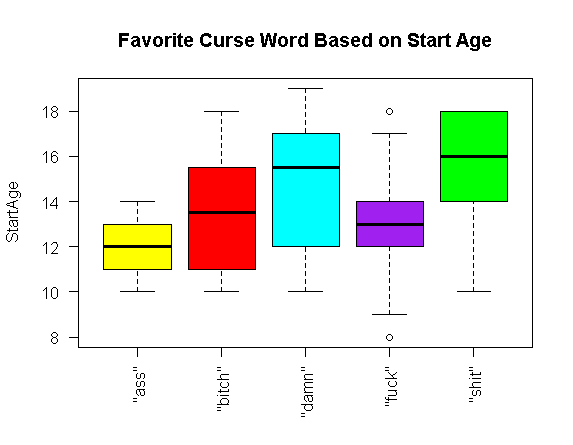 Favorite Curse Word Based on Start Age
StartAge
18
16
14
12
10
8
"ass"
"bitch"
"damn"
"fuck"
"shit"